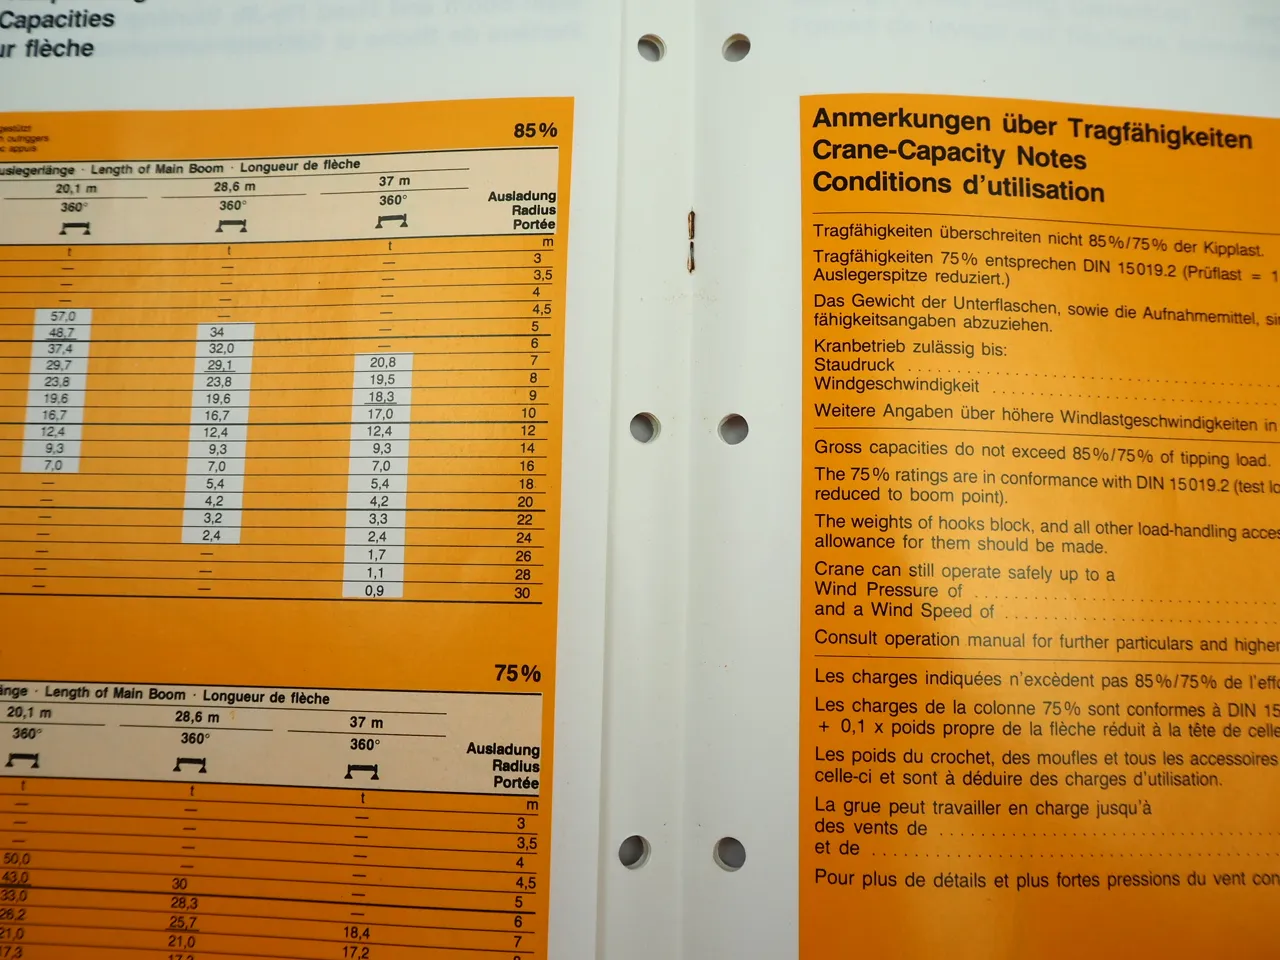 Capacities
ur flèche
gestützt
outriggers
appuis
85%
uslegerlänge · Length of Main Boom · Longueur de flèche
20,1 m 28,6 m 37 m
360° 360° 360° Ausladung
Radius
Portée
t t t m
— — — 3
— — — 3,5
— — — 4
57,0 — — 4,5
48,7 34 — 5
37,4 32,0 — 6
29,7 29,1 20,8 7
23,8 23,8 19,5 8
19,6 19,6 18,3 9
16,7 16,7 17,0 10
12,4 12,4 12,4 12
9,3 9,3 9,3 14
7,0 7,0 7,0 16
— 5,4 5,4 18
— 4,2 4,2 20
— 3,2 3,3 22
— 2,4 2,4 24
— — 1,7 26
— — 1,1 28
— — 0,9 30
75%
änge · Length of Main Boom · Longueur de flèche
20,1 m 28,6 m 37 m
360° 360° 360° Ausladung
Radius
Portée
t t t m
— — — 3
— — — 3,5
— — — 4
50,0 — — 4,5
43,0 30 — 5
33,0 28,3 — 6
26,2 25,7 18,4 7
21,0 21,0 17,2
17,3
Anmerkungen über Tragfähigkeiten
Crane-Capacity Notes
Conditions d'utilisation
Tragfähigkeiten überschreiten nicht 85%/75% der Kipplast.
Tragfähigkeiten 75% entsprechen DIN 15019.2 (Prüflast = 1
Auslegerspitze reduziert.)
Das Gewicht der Unterflaschen, sowie die Aufnahmemittel, sin
fähigkeitsangaben abzuziehen.
Kranbetrieb zulässig bis:
Staudruck ..............................
Windgeschwindigkeit ..............................
Weitere Angaben über höhere Windlastgeschwindigkeiten in
Gross capacities do not exceed 85%/75% of tipping load.
The 75% ratings are in conformance with DIN 15019.2 (test lo
reduced to boom point).
The weights of hooks block, and all other load-handling acces
allowance for them should be made.
Crane can still operate safely up to a
Wind Pressure of ..............................
and a Wind Speed of ..............................
Consult operation manual for further particulars and higher
Les charges indiquées n'excèdent pas 85%/75% de l'effo
Les charges de la colonne 75% sont conformes à DIN 15
+ 0,1 x poids propre de la flèche réduit à la tête de celle
Les poids du crochet, des moufles et tous les accessoires
celle-ci et sont à déduire des charges d'utilisation.
La grue peut travailler en charge jusqu'à
des vents de ..............................
et de ..............................
Pour plus de détails et plus fortes pressions du vent con